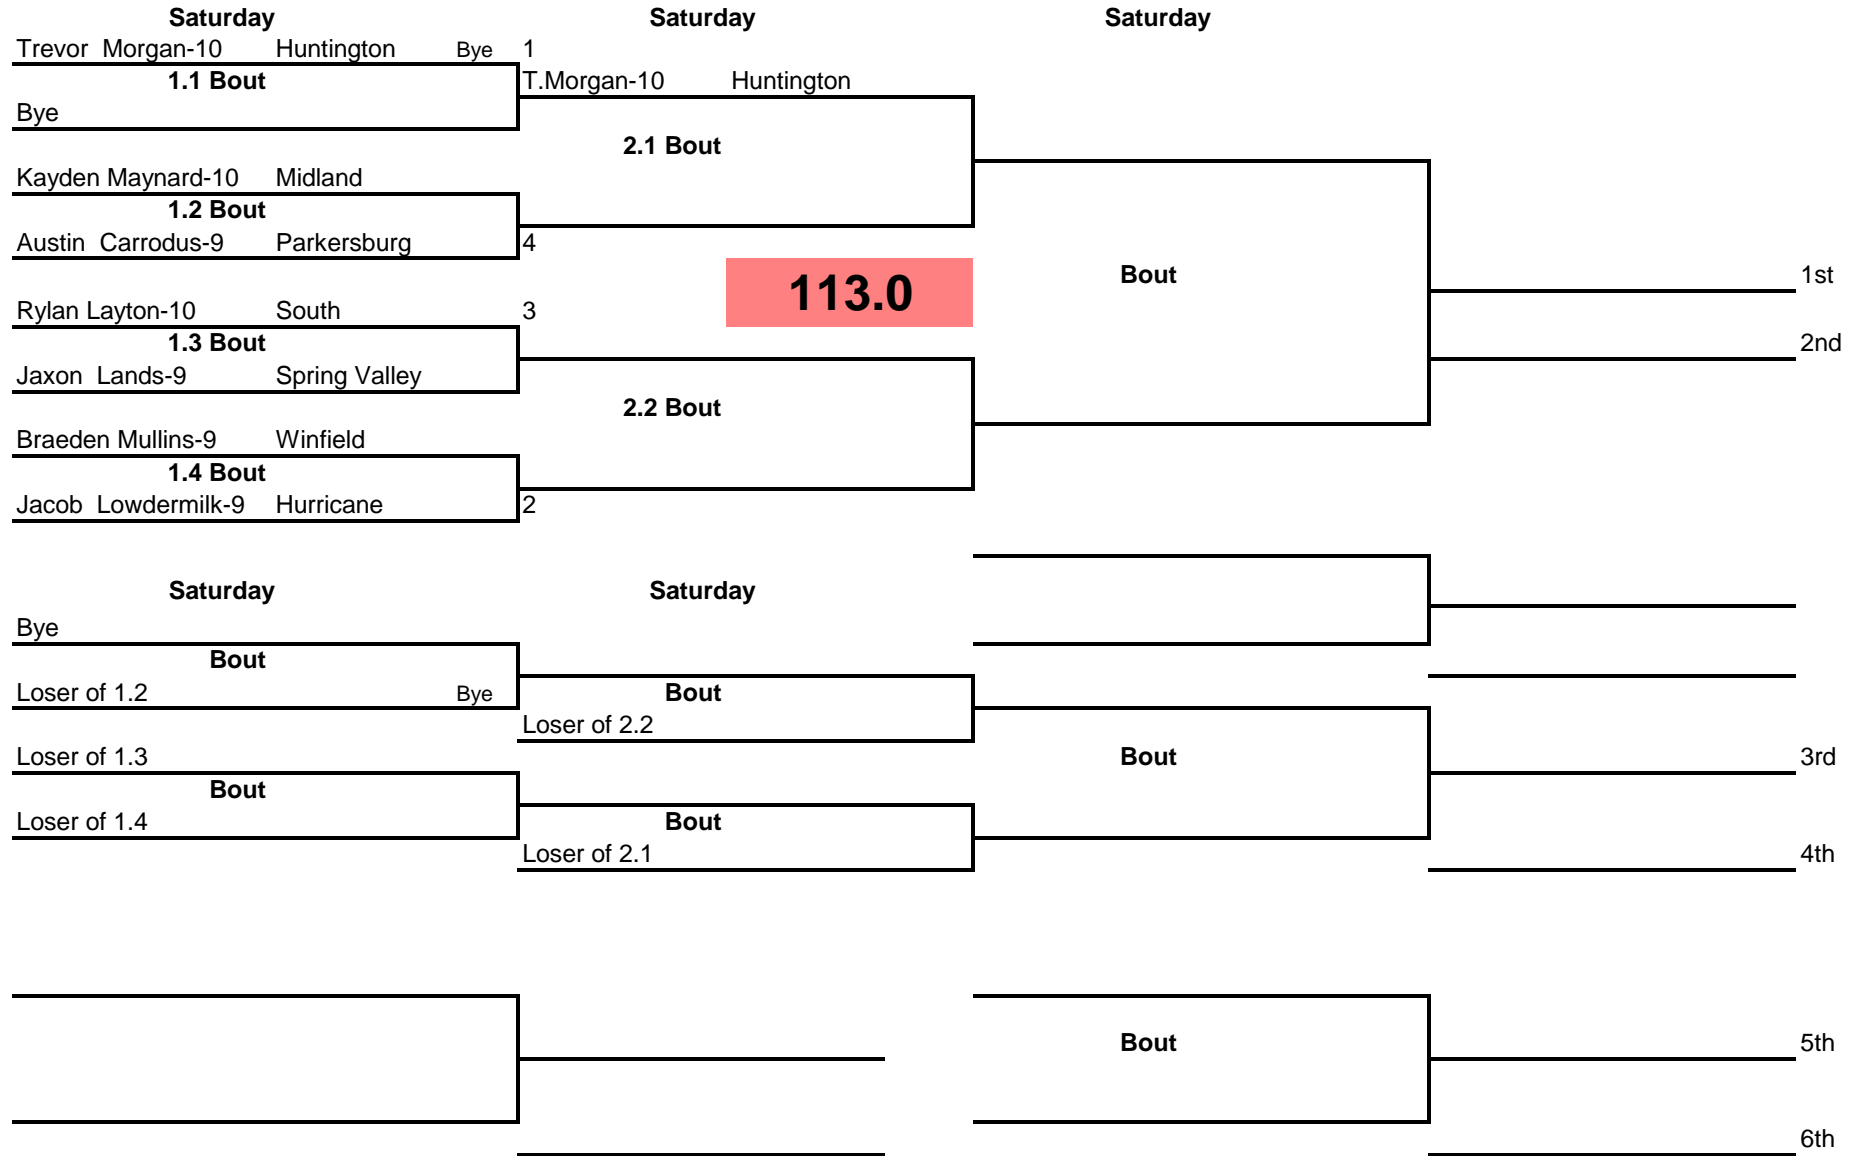 Saturday Saturday Saturday
Trevor  Morgan-10 Huntington Bye 1
1.1 Bout T.Morgan-10 Huntington
Bye
2.1 Bout
Kayden Maynard-10 Midland
1.2 Bout
Austin  Carrodus-9 Parkersburg 4
113.0 Bout 1st
Rylan Layton-10 South 3
1.3 Bout 2nd
Jaxon  Lands-9 Spring Valley
2.2 Bout
Braeden Mullins-9 Winfield
1.4 Bout
Jacob  Lowdermilk-9 Hurricane 2
Saturday Saturday
Bye
Bout
Loser of 1.2 Bye Bout
Loser of 2.2
Loser of 1.3 Bout 3rd
Bout
Loser of 1.4 Bout
Loser of 2.1 4th
Bout 5th
6th